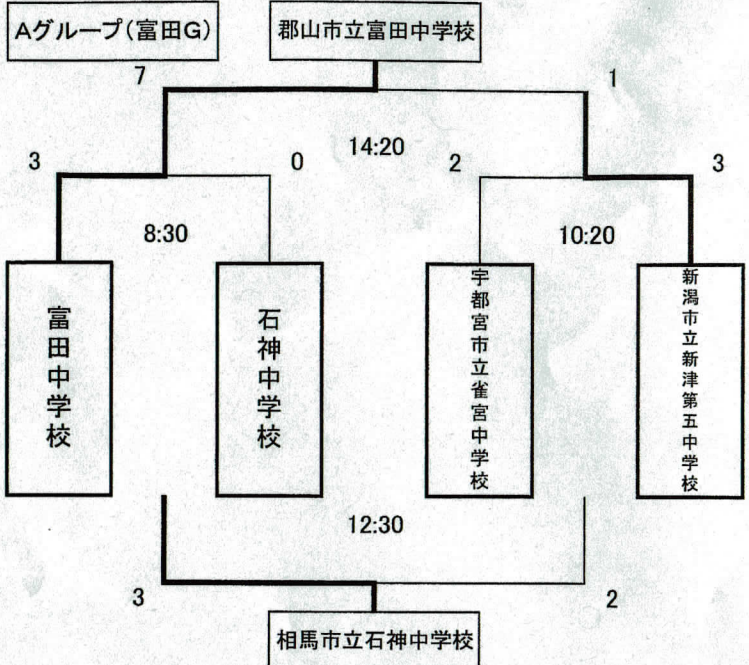 Aグループ(富田G)
郡山市立富田中学校
7
1
14:20
3
0
2
3
8:30
10:20
富田中学校
石神中学校
宇都宮市立雀宮中学校
新潟市立新津第五中学校
12:30
3
2
相馬市立石神中学校